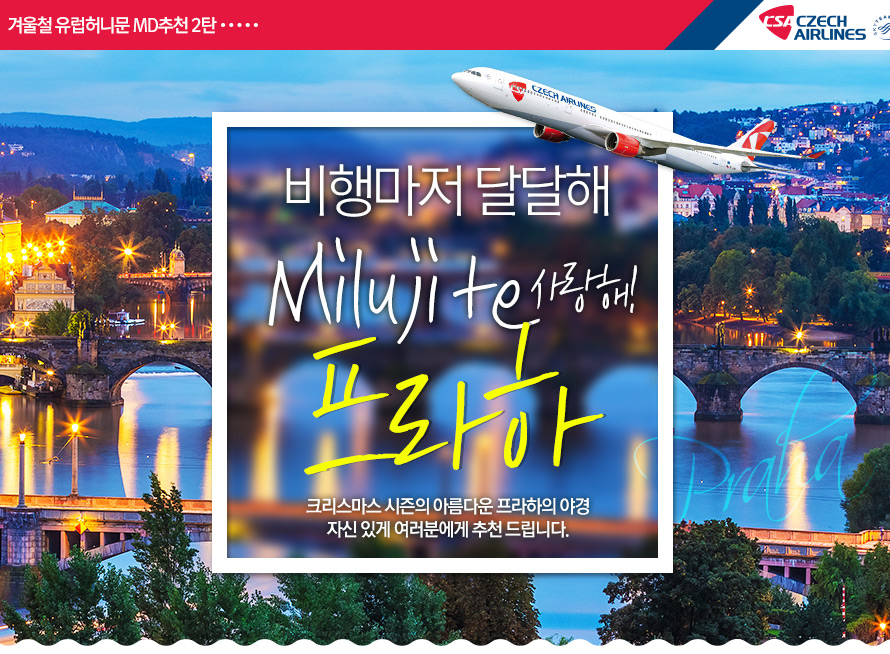 겨울철 유럽허니문 MD추천 2탄 ·····
CSA CZECH
AIRLINES
CSA CZECH AIRLINES
비행마저 달달해
Miluji te 사랑해!
프라하
Praha
크리스마스 시즌의 아름다운 프라하의 야경
자신 있게 여러분에게 추천 드립니다.